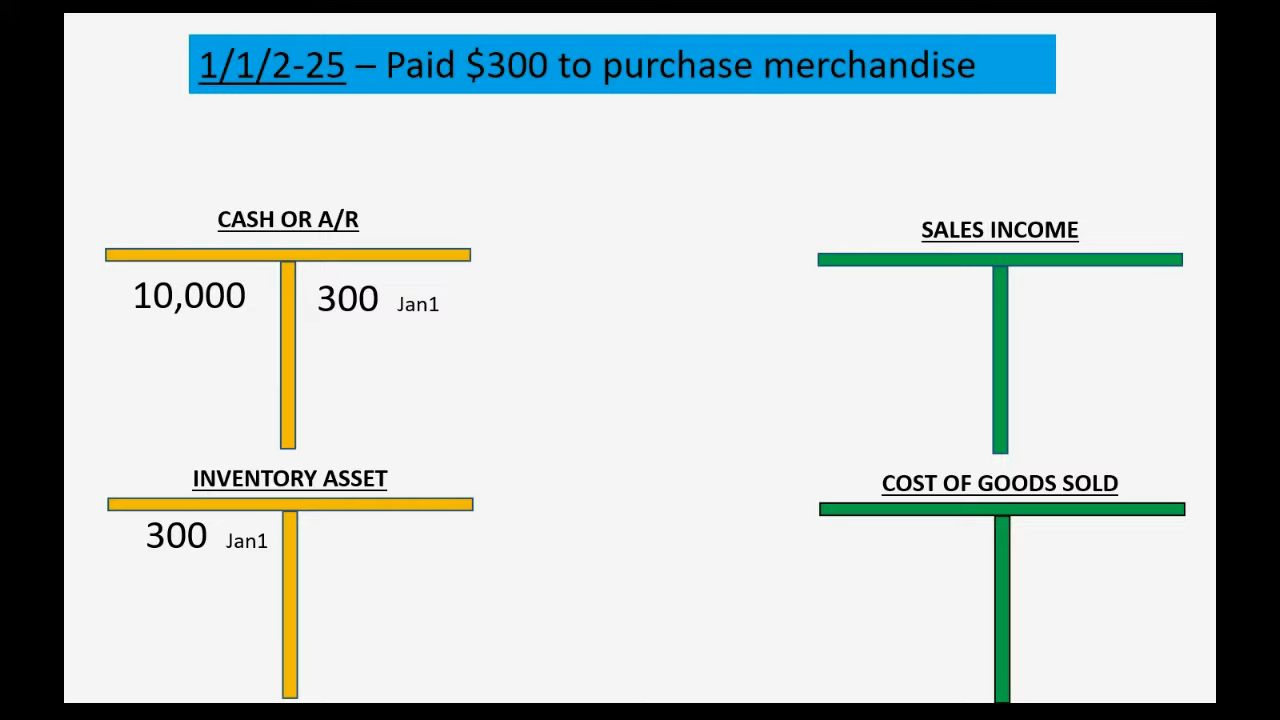 1/1/2-25 – Paid $300 to purchase merchandise
CASH OR A/R
10,000 300 Jan1
SALES INCOME
INVENTORY ASSET
300 Jan1
COST OF GOODS SOLD